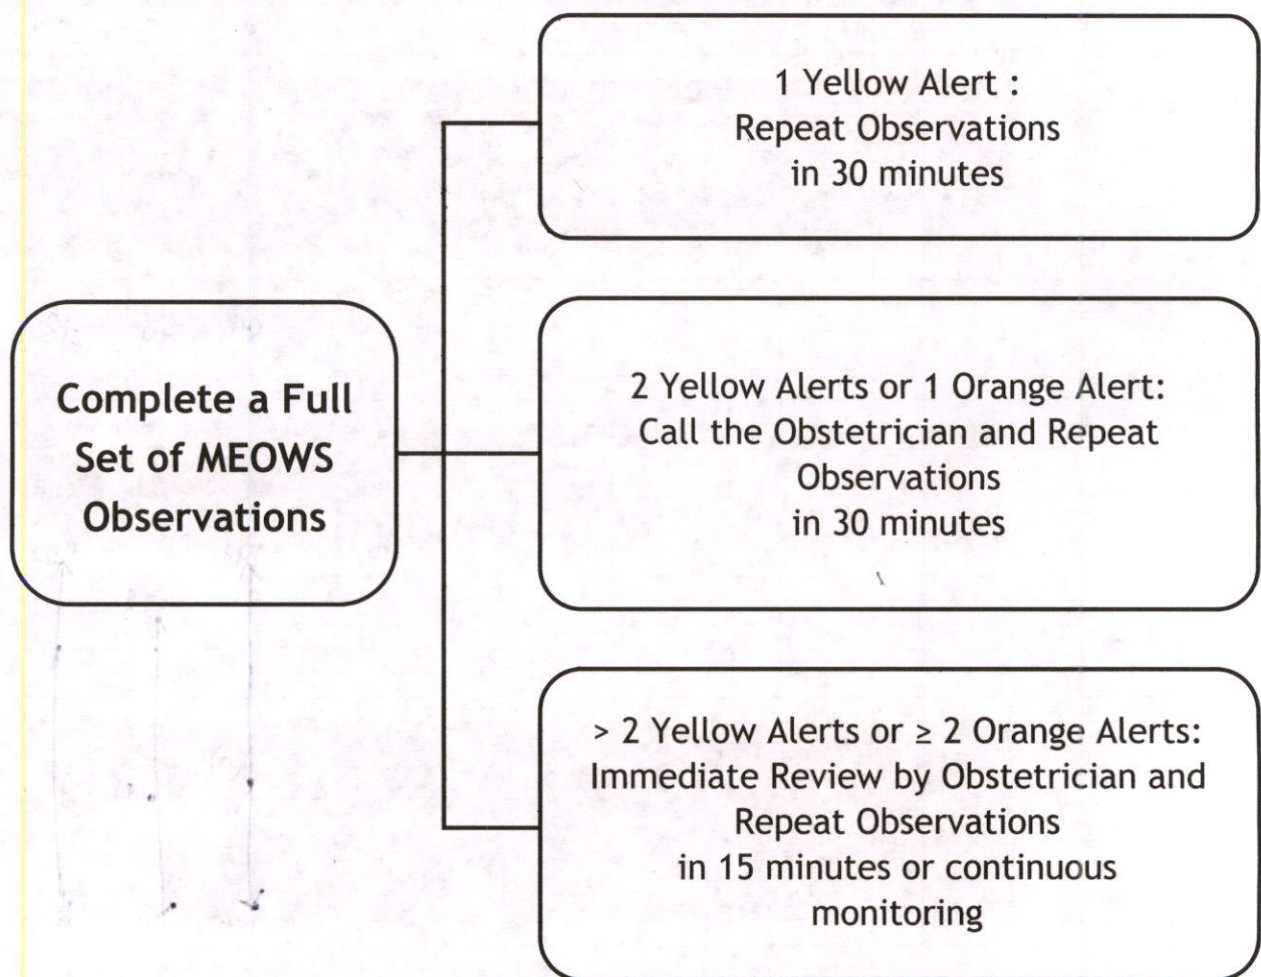 Complete a Full
Set of MEOWS
Observations
1 Yellow Alert :
Repeat Observations
in 30 minutes
2 Yellow Alerts or 1 Orange Alert:
Call the Obstetrician and Repeat
Observations
in 30 minutes
> 2 Yellow Alerts or ≥ 2 Orange Alerts:
Immediate Review by Obstetrician and
Repeat Observations
in 15 minutes or continuous
monitoring